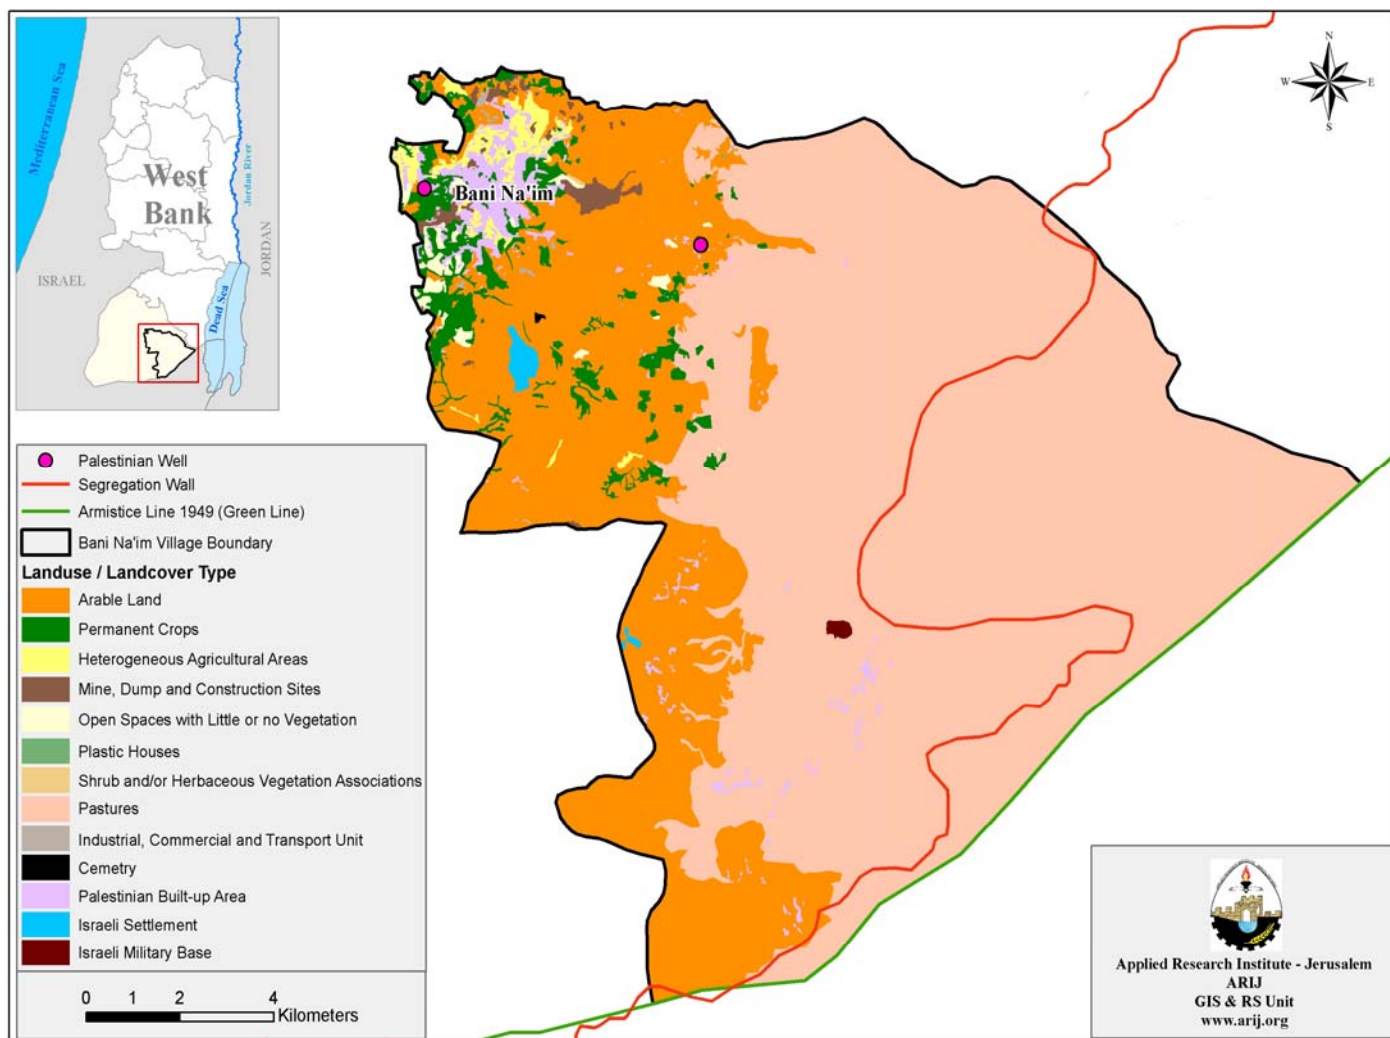 Mediterranean Sea
West
Bank
Jordan River
JORDAN
ISRAEL
Dead Sea
N
W
E
S
Bani Na'im
Palestinian Well
Segregation Wall
Armistice Line 1949 (Green Line)
Bani Na'im Village Boundary
Landuse / Landcover Type
Arable Land
Permanent Crops
Heterogeneous Agricultural Areas
Mine, Dump and Construction Sites
Open Spaces with Little or no Vegetation
Plastic Houses
Shrub and/or Herbaceous Vegetation Associations
Pastures
Industrial, Commercial and Transport Unit
Cemetry
Palestinian Built-up Area
Israeli Settlement
Israeli Military Base
0 1 2 4
Kilometers
Applied Research Institute - Jerusalem
ARIJ
GIS & RS Unit
www.arij.org